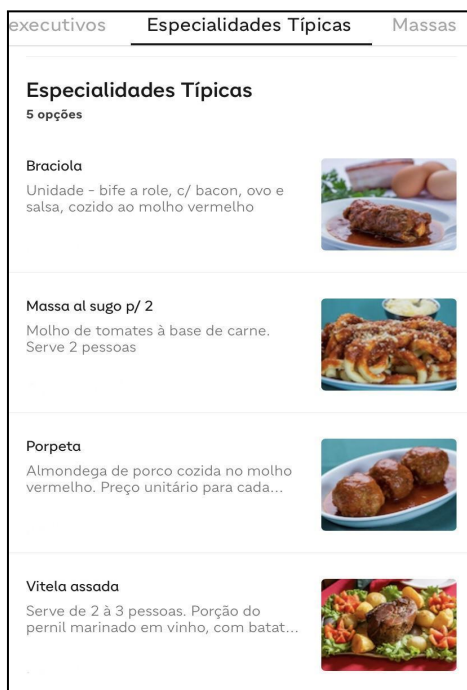 executivos Especialidades Típicas Massas
Especialidades Típicas
5 opções
Braciola
Unidade - bife a role, c/ bacon, ovo e
salsa, cozido ao molho vermelho
Massa al sugo p/ 2
Molho de tomates à base de carne.
Serve 2 pessoas
Porpeta
Almondega de porco cozida no molho
vermelho. Preço unitário para cada...
Vitela assada
Serve de 2 à 3 pessoas. Porção do
pernil marinado em vinho, com batat...